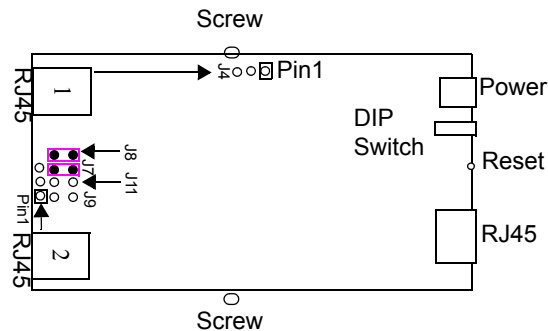 Screw
RJ45
1
J4
Pin1
Power
DIP
Switch
J8
J7
J11
Reset
J9
Pin1
RJ45
2
RJ45
Screw